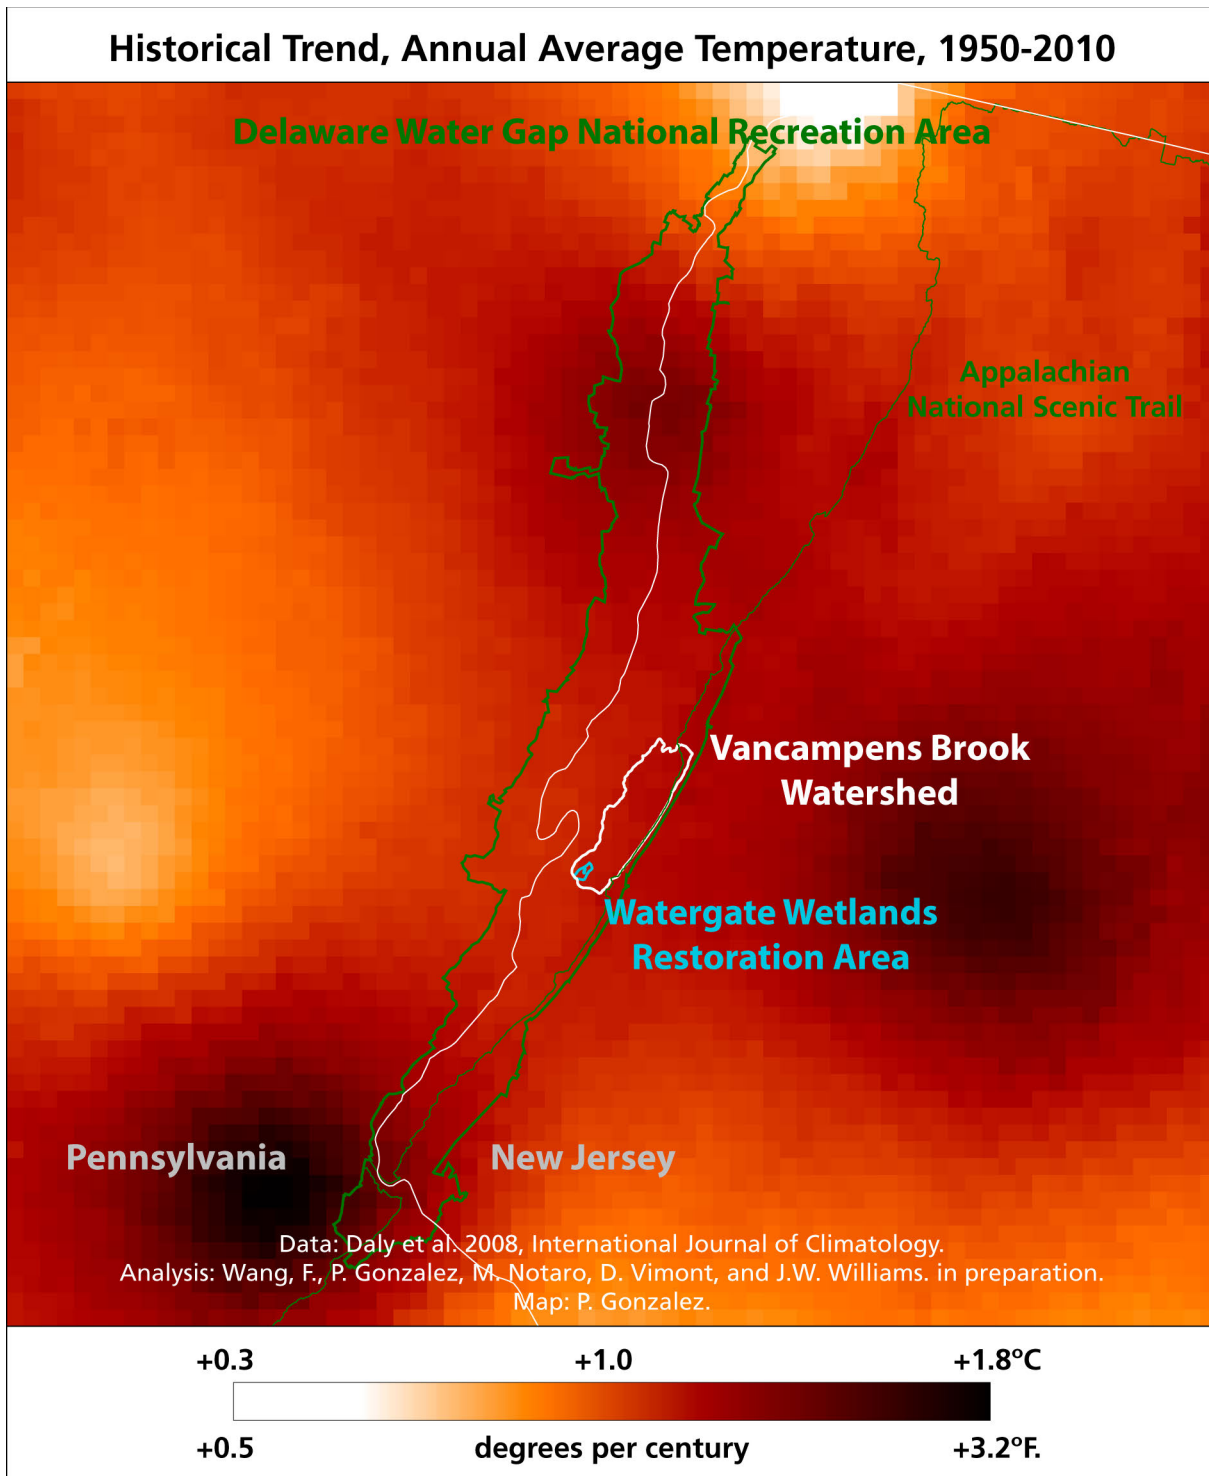 Historical Trend, Annual Average Temperature, 1950-2010
Delaware Water Gap National Recreation Area
Appalachian
National Scenic Trail
Vancampens Brook
Watershed
Watergate Wetlands
Restoration Area
Pennsylvania
New Jersey
Data: Daly et al. 2008, International Journal of Climatology.
Analysis: Wang, F., P. Gonzalez, M. Notaro, D. Vimont, and J.W. Williams. in preparation.
Map: P. Gonzalez.
+0.3 +1.0 +1.8ºC
+0.5 degrees per century +3.2ºF.